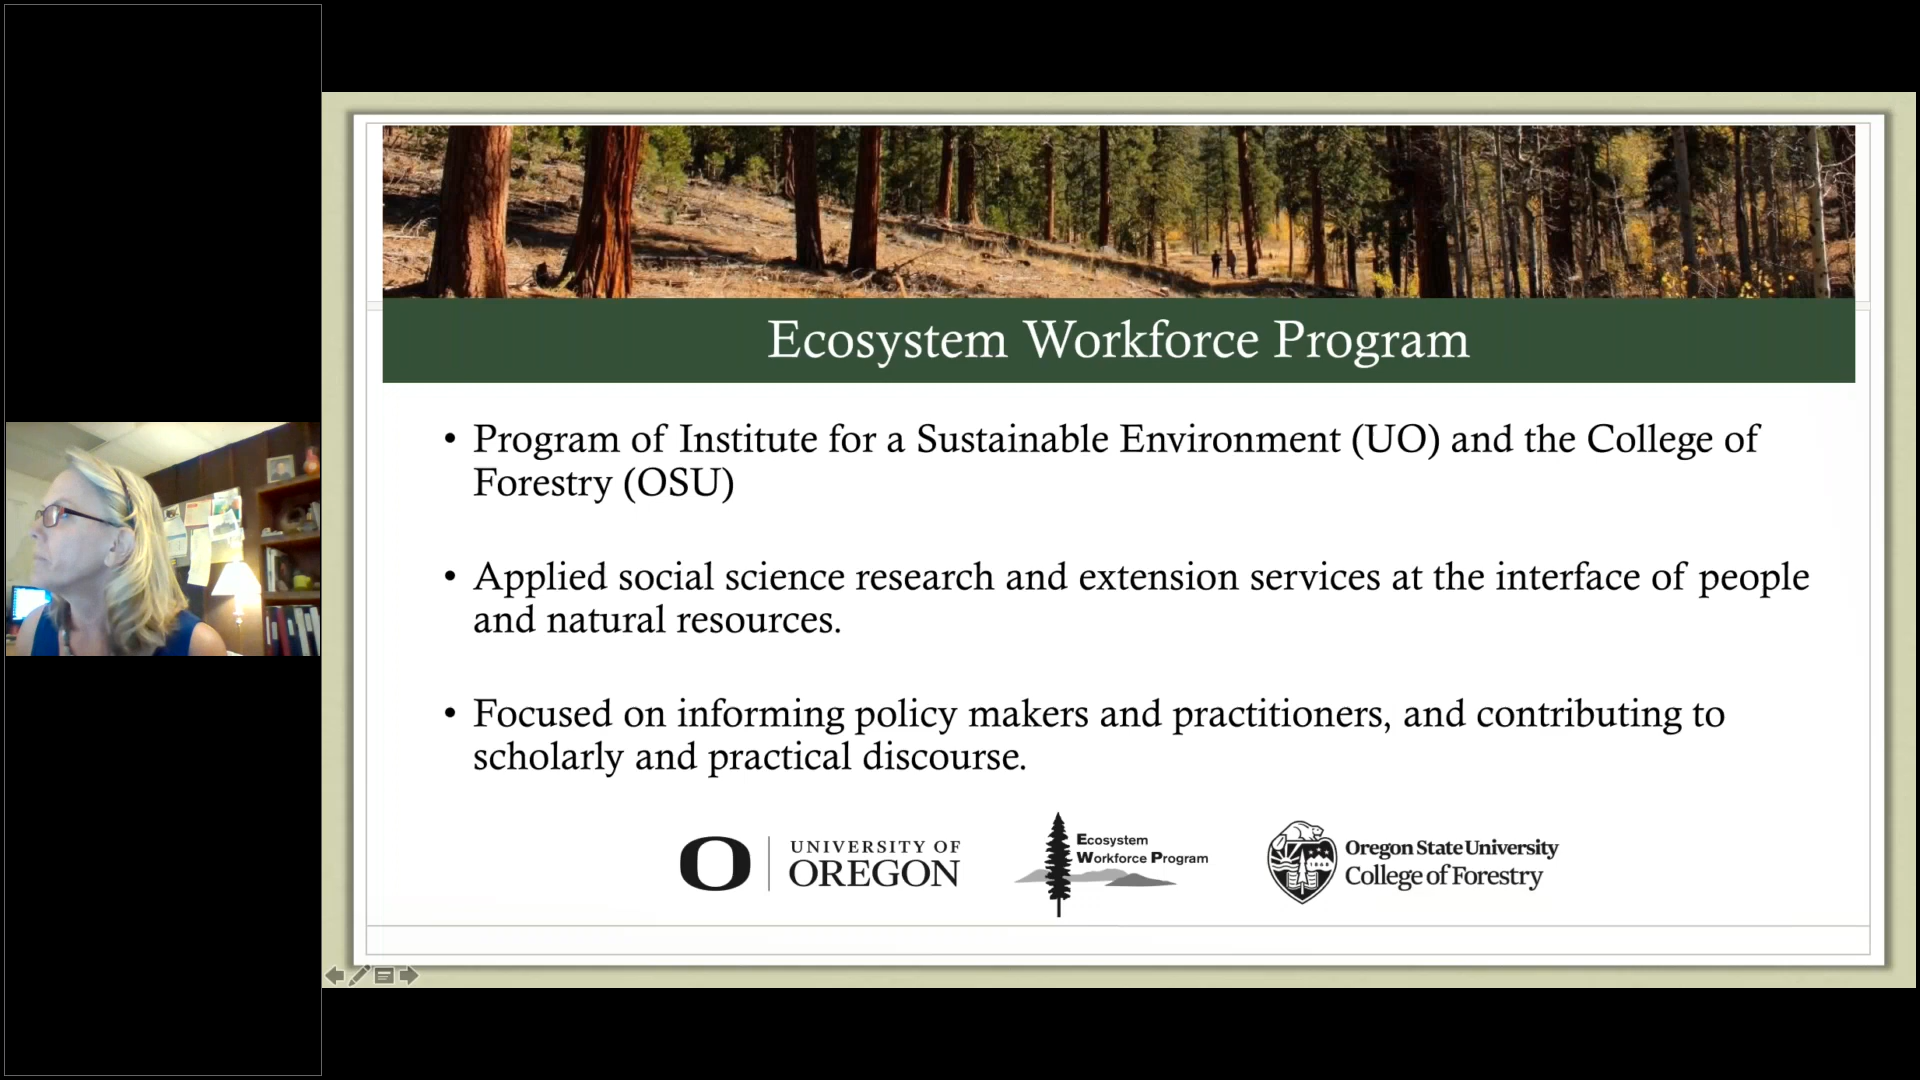 Ecosystem Workforce Program
• Program of Institute for a Sustainable Environment (UO) and the College of
Forestry (OSU)
• Applied social science research and extension services at the interface of people
and natural resources.
• Focused on informing policy makers and practitioners, and contributing to
scholarly and practical discourse.
O
UNIVERSITY OF
OREGON
Ecosystem
Workforce Program
1868
Oregon State University
College of Forestry